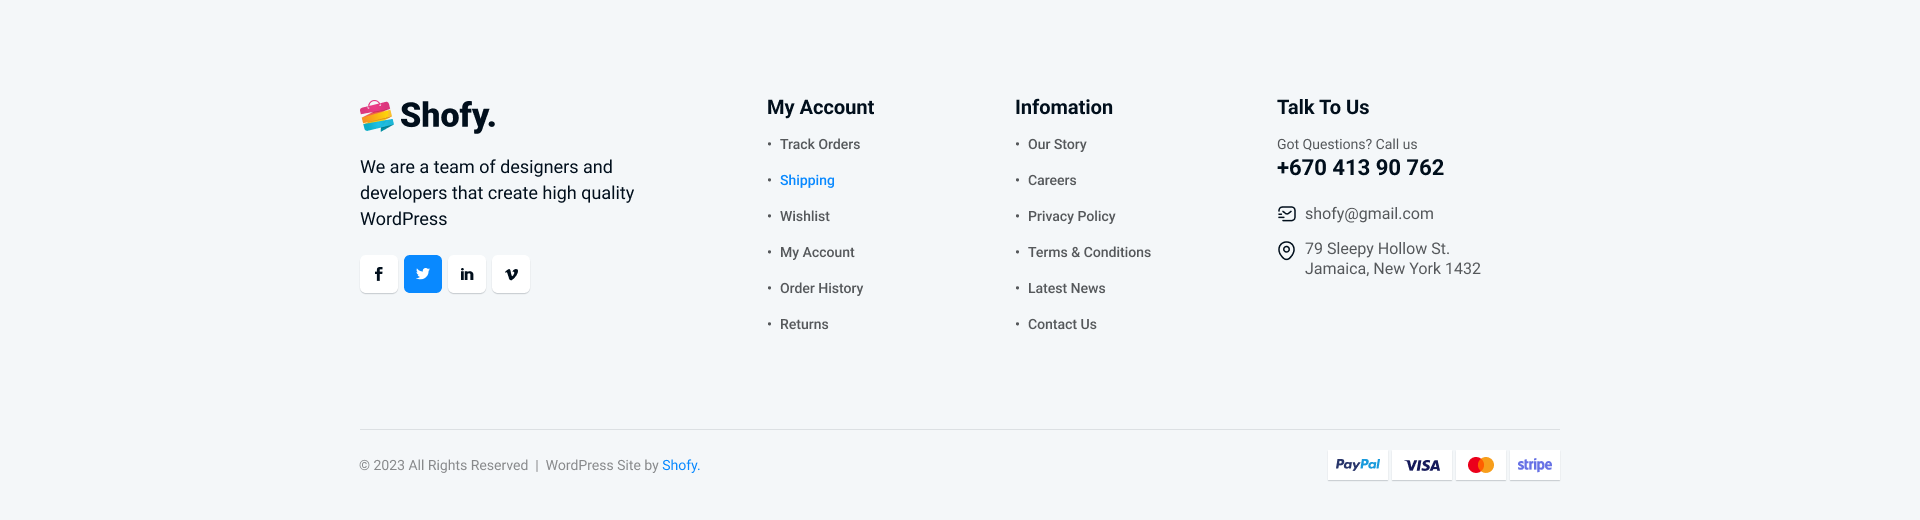 Shofy.
We are a team of designers and
developers that create high quality
WordPress
f
in
v
My Account
• Track Orders
• Shipping
• Wishlist
• My Account
• Order History
• Returns
Infomation
• Our Story
• Careers
• Privacy Policy
• Terms & Conditions
• Latest News
• Contact Us
Talk To Us
Got Questions? Call us
+670 413 90 762
shofy@gmail.com
79 Sleepy Hollow St.
Jamaica, New York 1432
© 2023 All Rights Reserved | WordPress Site by Shofy.
PayPal
VISA
stripe